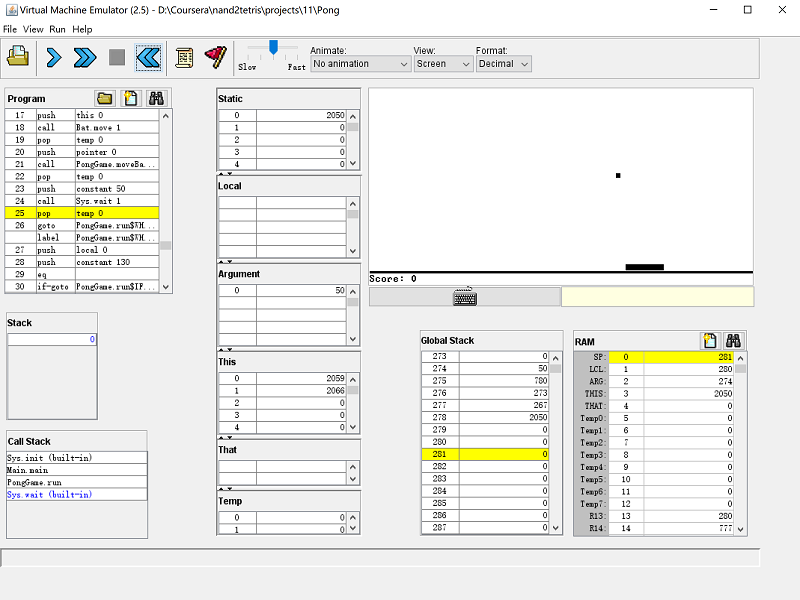 Virtual Machine Emulator (2.5) - D:\Coursera\nand2tetris\projects\11\Pong
File View Run Help
Slow Fast
Animate: View: Format:
No animation Screen Decimal
Program
17 push this 0
18 call Bat.move 1
19 pop temp 0
20 push pointer 0
21 call PongGame.moveBa...
22 pop temp 0
23 push constant 50
24 call Sys.wait 1
25 pop temp 0
26 goto PongGame.run$WH...
label PongGame.run$WH...
27 push local 0
28 push constant 130
29 eq
30 if-goto PongGame.run$IF...
Stack
0
Call Stack
Sys.init (built-in)
Main.main
PongGame.run
Sys.wait (built-in)
Static
0 2050
1 0
2 0
3 0
4 0
Local
Argument
0 50
This
0 2059
1 2066
2 0
3 0
4 0
That
Temp
0 0
1 0
Score: 0
Global Stack
273 0
274 50
275 780
276 273
277 267
278 2050
279 0
280 0
281 0
282 0
283 0
284 0
285 0
286 0
287 0
RAM
SP: 0 281
LCL: 1 280
ARG: 2 274
THIS: 3 2050
THAT: 4 0
Temp0: 5 0
Temp1: 6 0
Temp2: 7 0
Temp3: 8 0
Temp4: 9 0
Temp5: 10 0
Temp6: 11 0
Temp7: 12 0
R13: 13 280
R14: 14 777